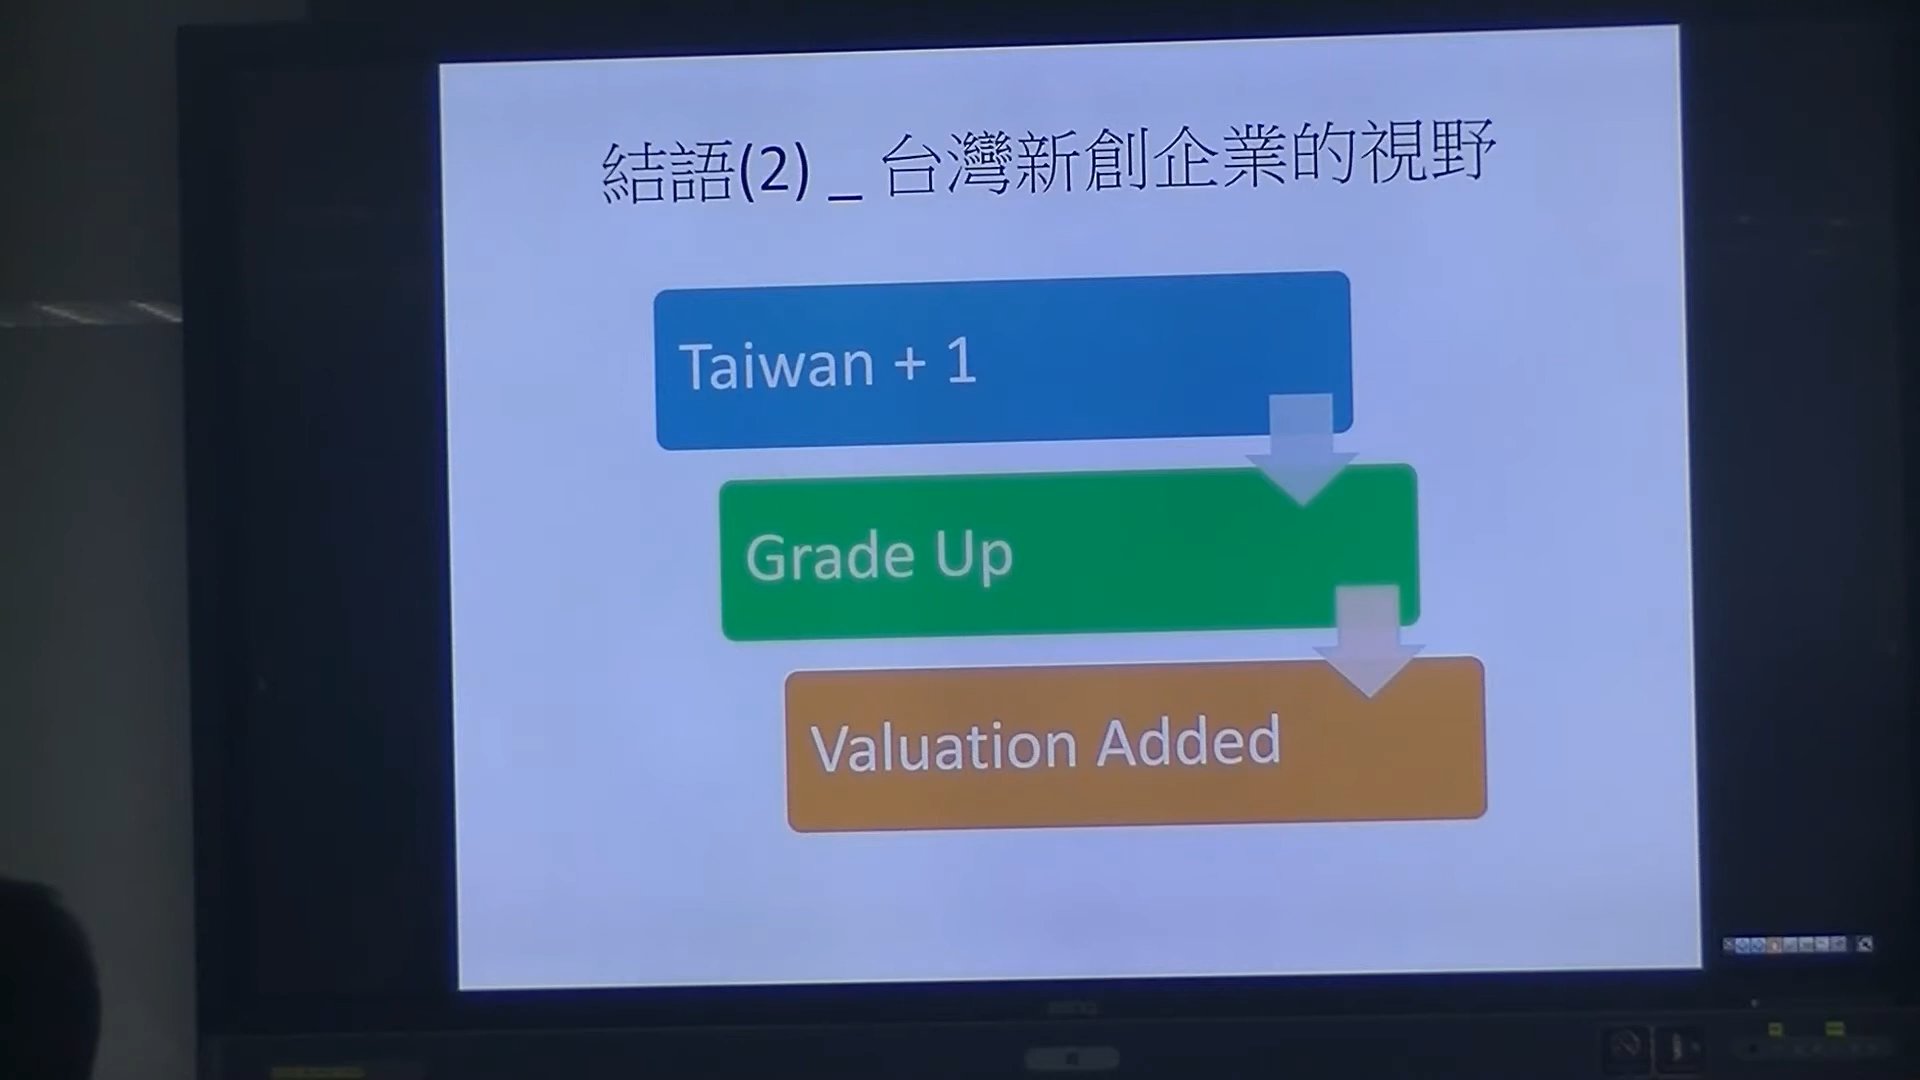 結語(2) _ 台灣新創企業的視野
Taiwan + 1
Grade Up
Valuation Added